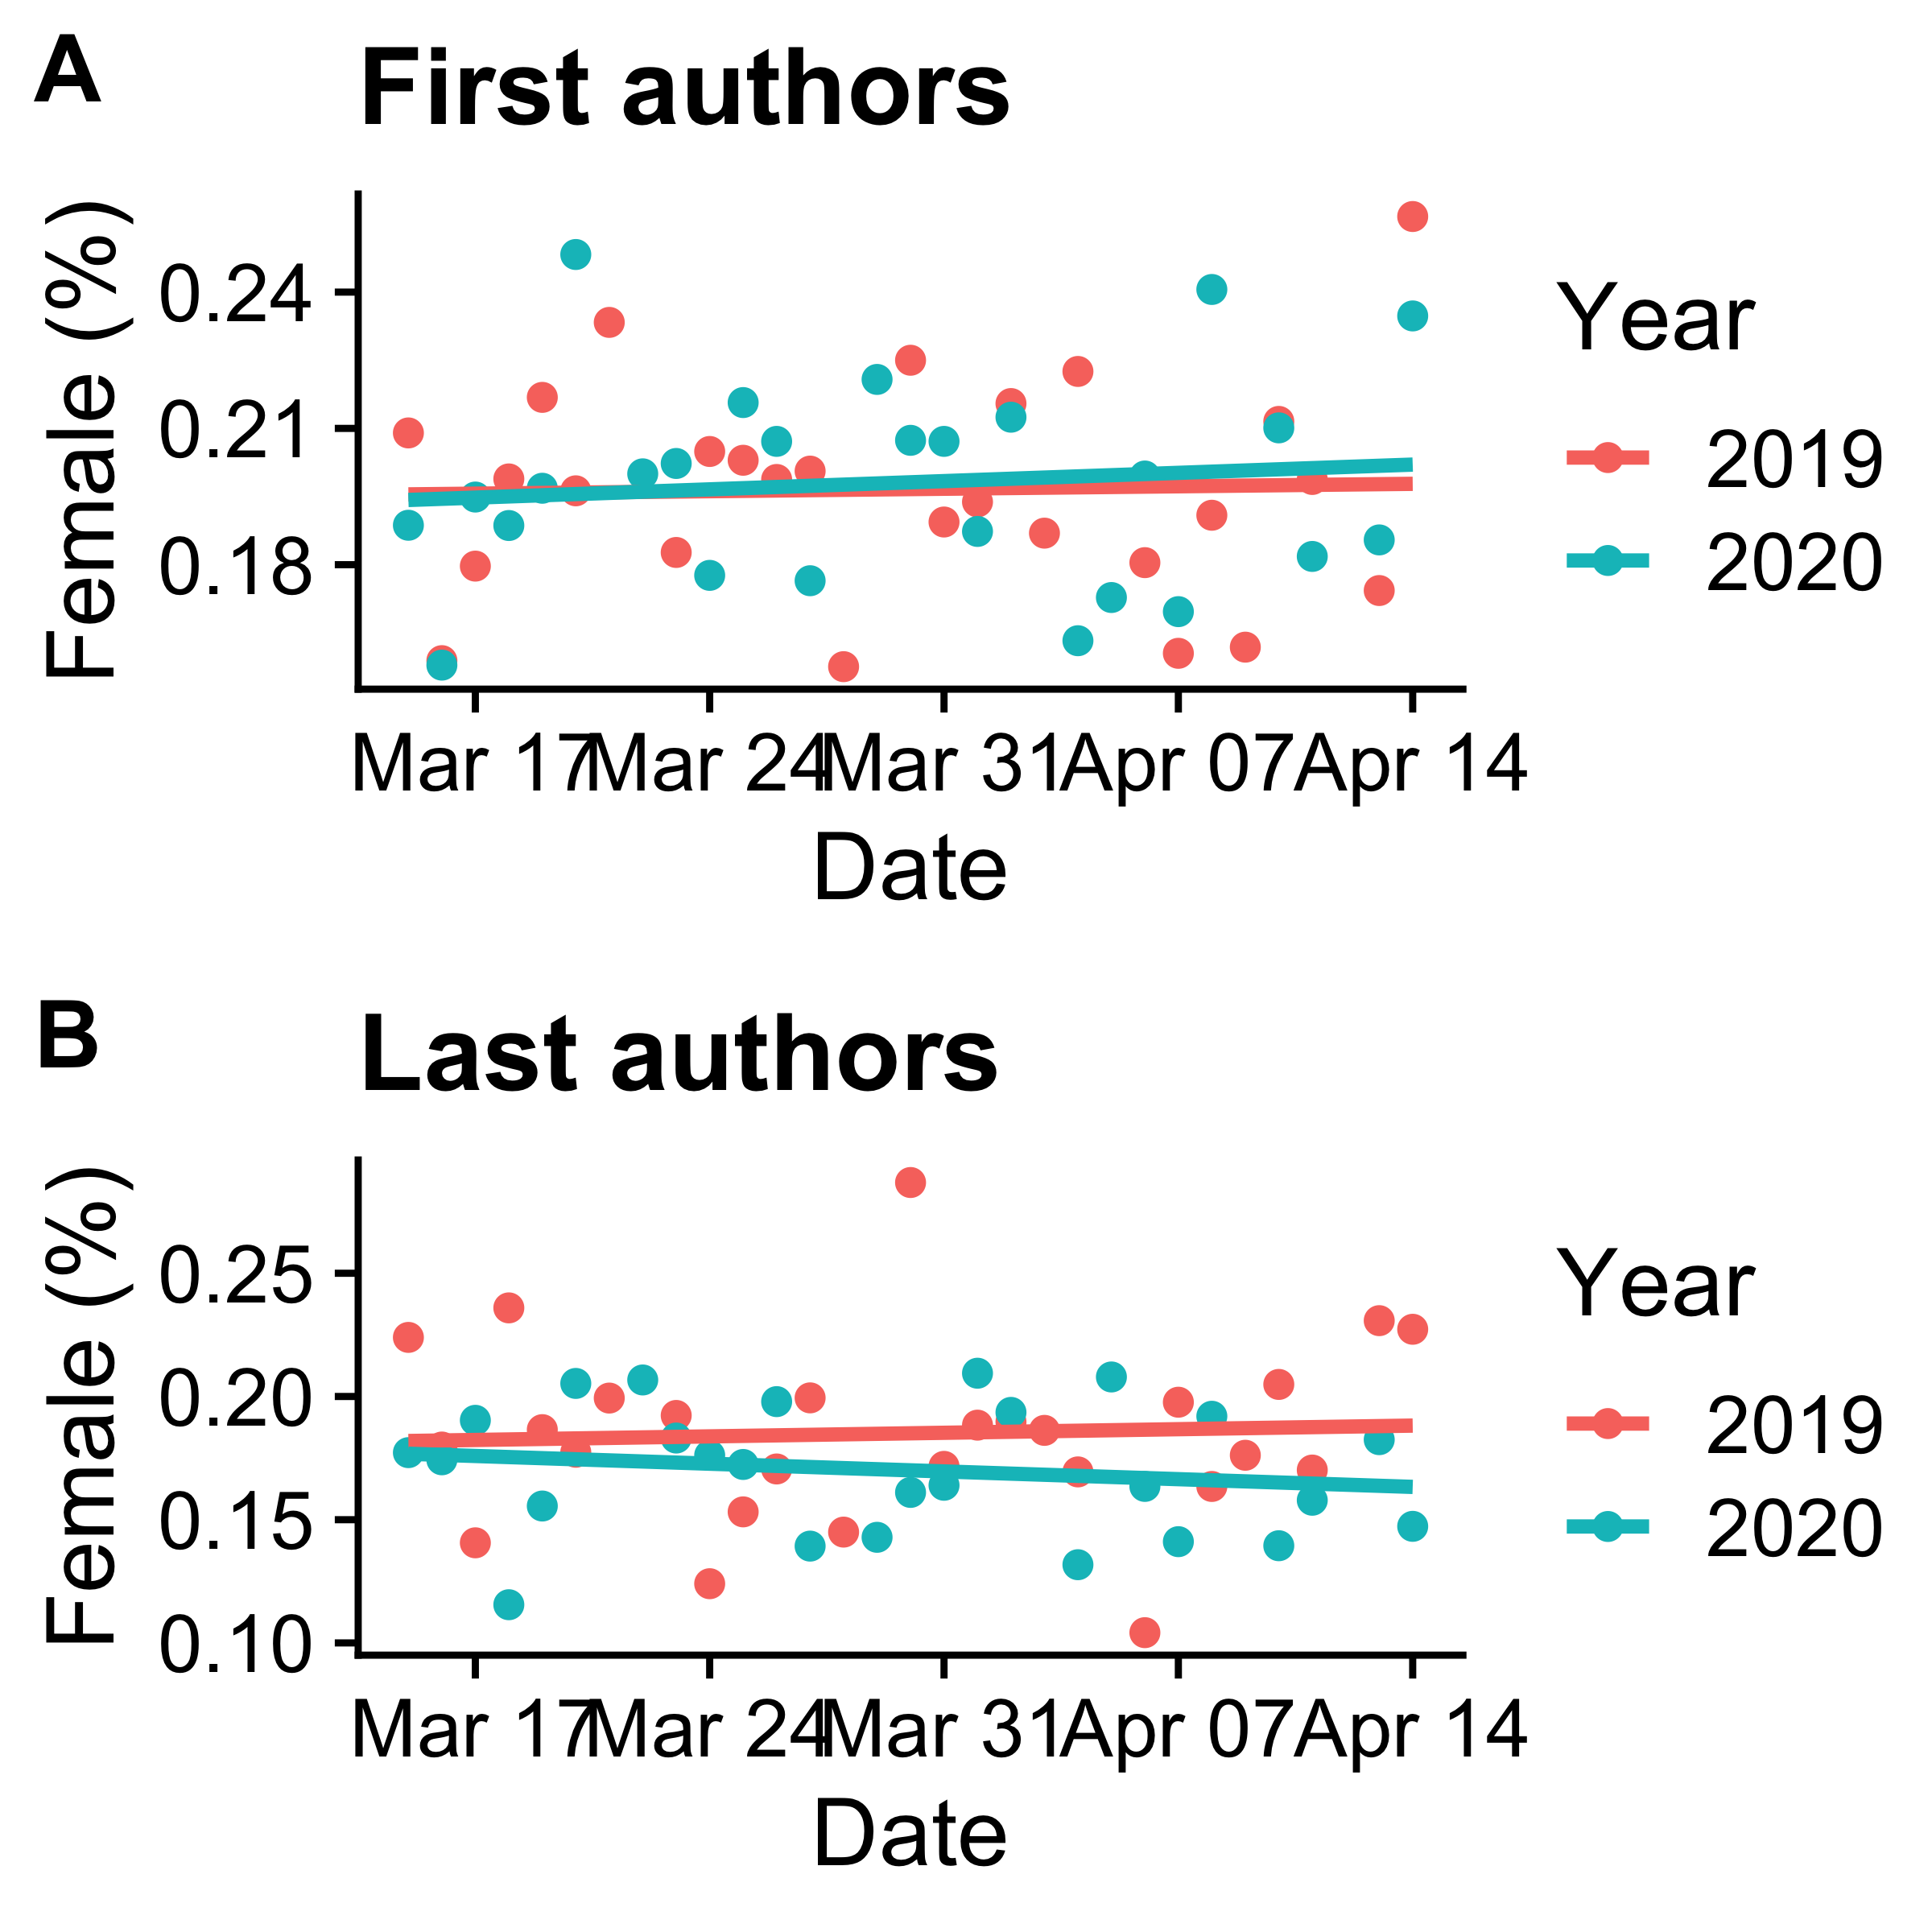 A
First authors
Female (%)
0.24
0.21
0.18
Mar 17 Mar 24 Mar 31 Apr 07 Apr 14
Date
Year
2019
2020
B
Last authors
Female (%)
0.25
0.20
0.15
0.10
Mar 17 Mar 24 Mar 31 Apr 07 Apr 14
Date
Year
2019
2020